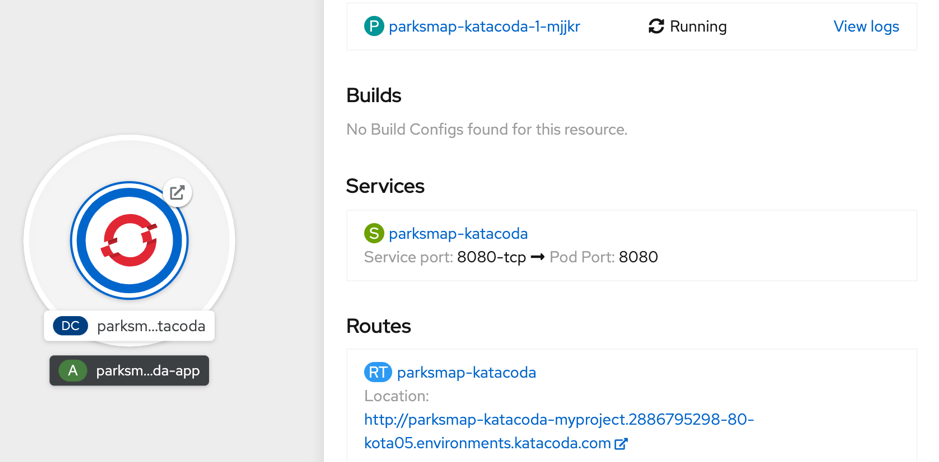 P parksmap-katacoda-1-mjjkr Running View logs
Builds
No Build Configs found for this resource.
Services
S parksmap-katacoda
Service port: 8080-tcp ➞ Pod Port: 8080
Routes
RT parksmap-katacoda
Location:
http://parksmap-katacoda-myproject.2886795298-80-
kota05.environments.katacoda.com
DC parksm...tacoda
A parksm...da-app